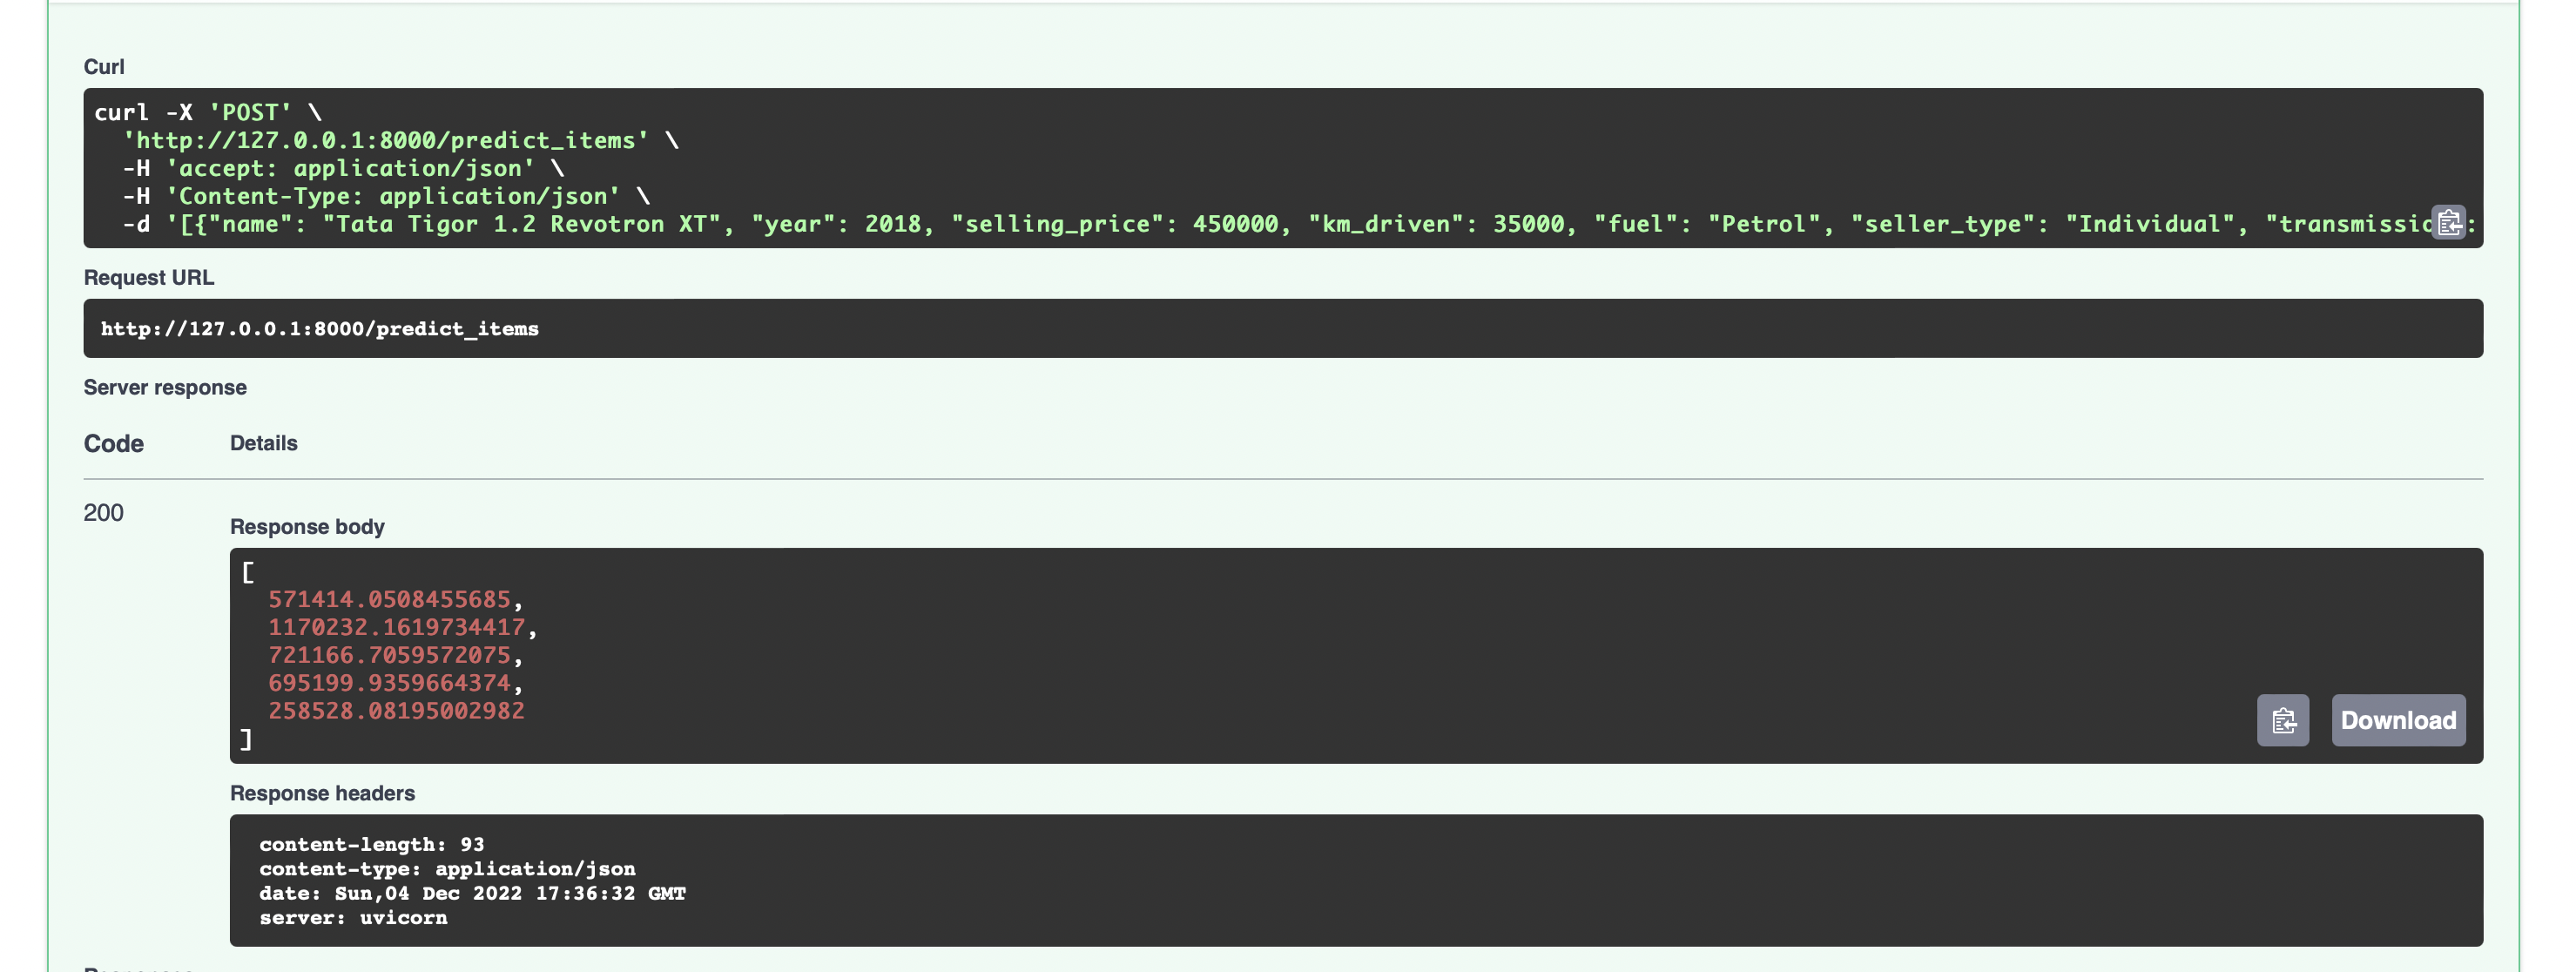 Curl
curl -X 'POST' \
'http://127.0.0.1:8000/predict_items' \
-H 'accept: application/json' \
-H 'Content-Type: application/json' \
-d '[{"name": "Tata Tigor 1.2 Revotron XT", "year": 2018, "selling_price": 450000, "km_driven": 35000, "fuel": "Petrol", "seller_type": "Individual", "transmissic :
Request URL
http://127.0.0.1:8000/predict_items
Server response
Code Details
200
Response body
[
571414.0508455685,
1170232.1619734417,
721166.7059572075,
695199.9359664374,
258528.08195002982
]
Download
Response headers
content-length: 93
content-type: application/json
date: Sun,04 Dec 2022 17:36:32 GMT
server: uvicorn